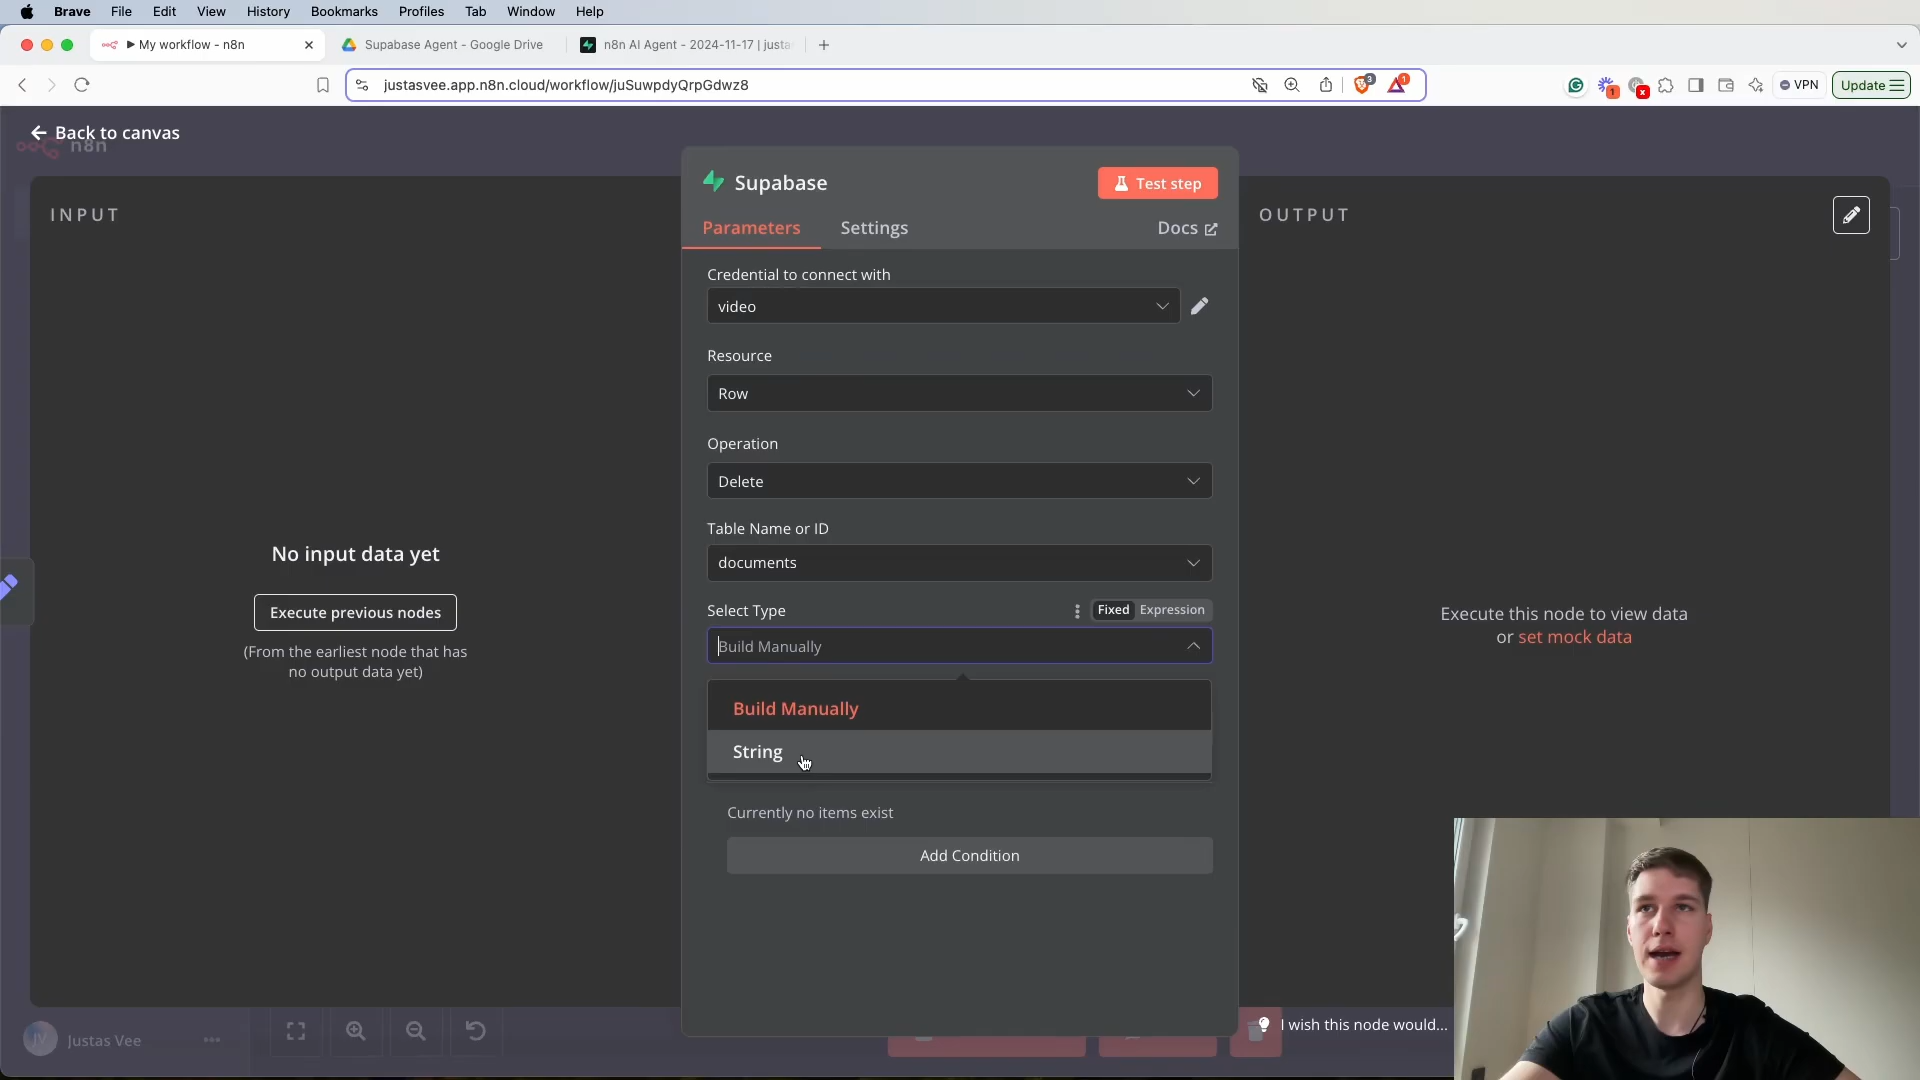 Brave File Edit View History Bookmarks Profiles Tab Window Help
My workflow - n8n
Supabase Agent - Google Drive
n8n AI Agent - 2024-11-17 | justa
justasvee.app.n8n.cloud/workflow/juSuwpdyQrpGdwz8
3
1
1
x
VPN
Update
Back to canvas
n8n
INPUT
Supabase
Test step
OUTPUT
Parameters
Settings
Docs
Credential to connect with
video
Resource
Row
Operation
Delete
Table Name or ID
documents
Select Type
Fixed Expression
Build Manually
Build Manually
String
Currently no items exist
Add Condition
No input data yet
Execute previous nodes
(From the earliest node that has
no output data yet)
Execute this node to view data
or set mock data
JV
Justas Vee
I wish this node would...